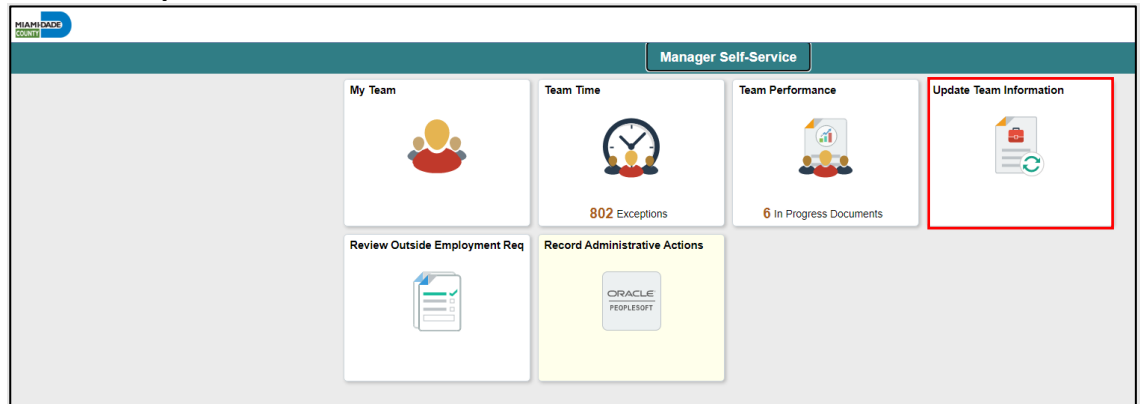 MIAMI-DADE
COUNTY
Manager Self-Service
My Team
Team Time
Team Performance
Update Team Information
802 Exceptions
6 In Progress Documents
Review Outside Employment Req
Record Administrative Actions
ORACLE
PEOPLESOFT